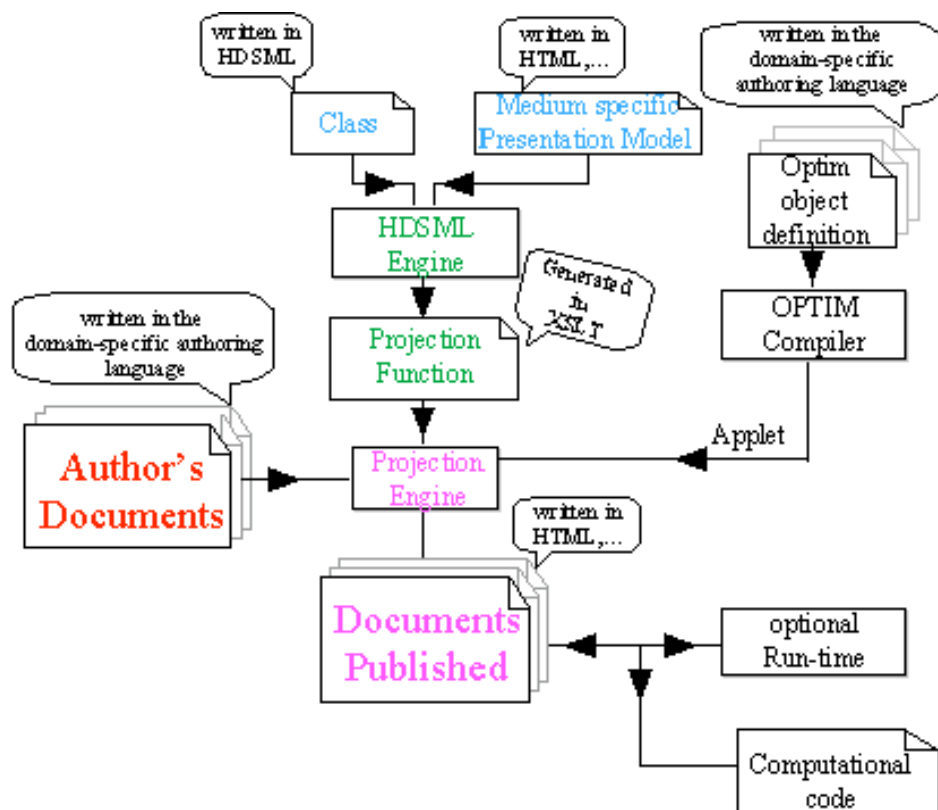 written in
HDSML
written in
HTML,...
written in the
domain-specific
authoring language
Class
Medium specific
Presentation Model
Optim
object
definition
HDSML
Engine
Generated
in
XSLT
OPTIM
Compiler
written in the
domain-specific authoring
language
Projection
Function
Applet
Author's
Documents
Projection
Engine
written in
HTML,...
Documents
Published
optional
Run-time
Computational
code